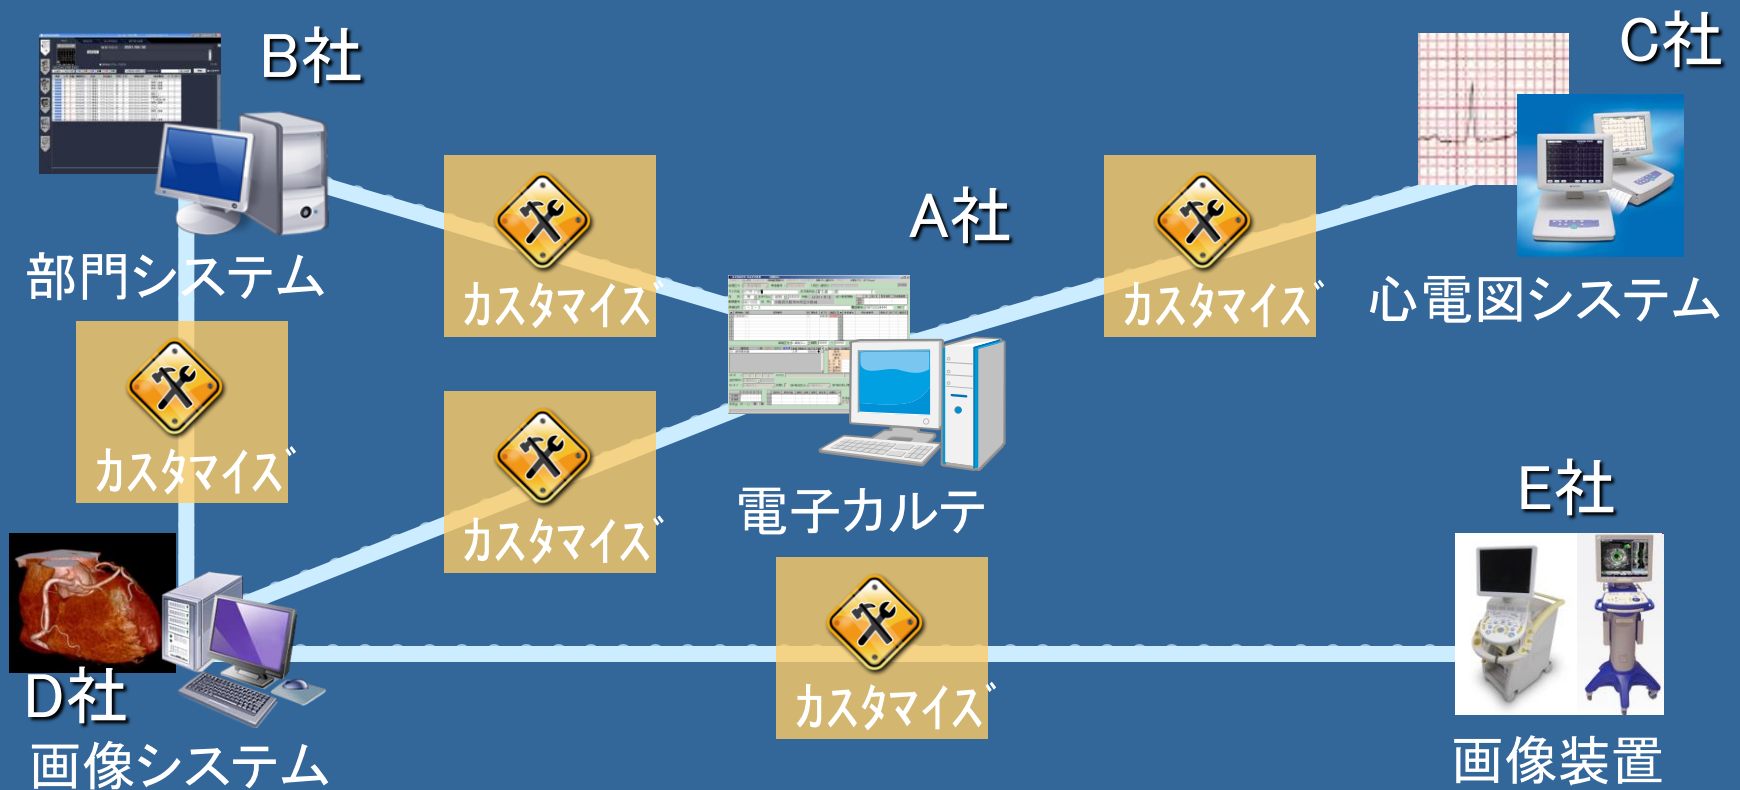 B社
部門システム
カスタマイズ
C社
心電図システム
カスタマイズ
A社
電子カルテ
カスタマイズ
カスタマイズ
D社
画像システム
カスタマイズ
E社
画像装置